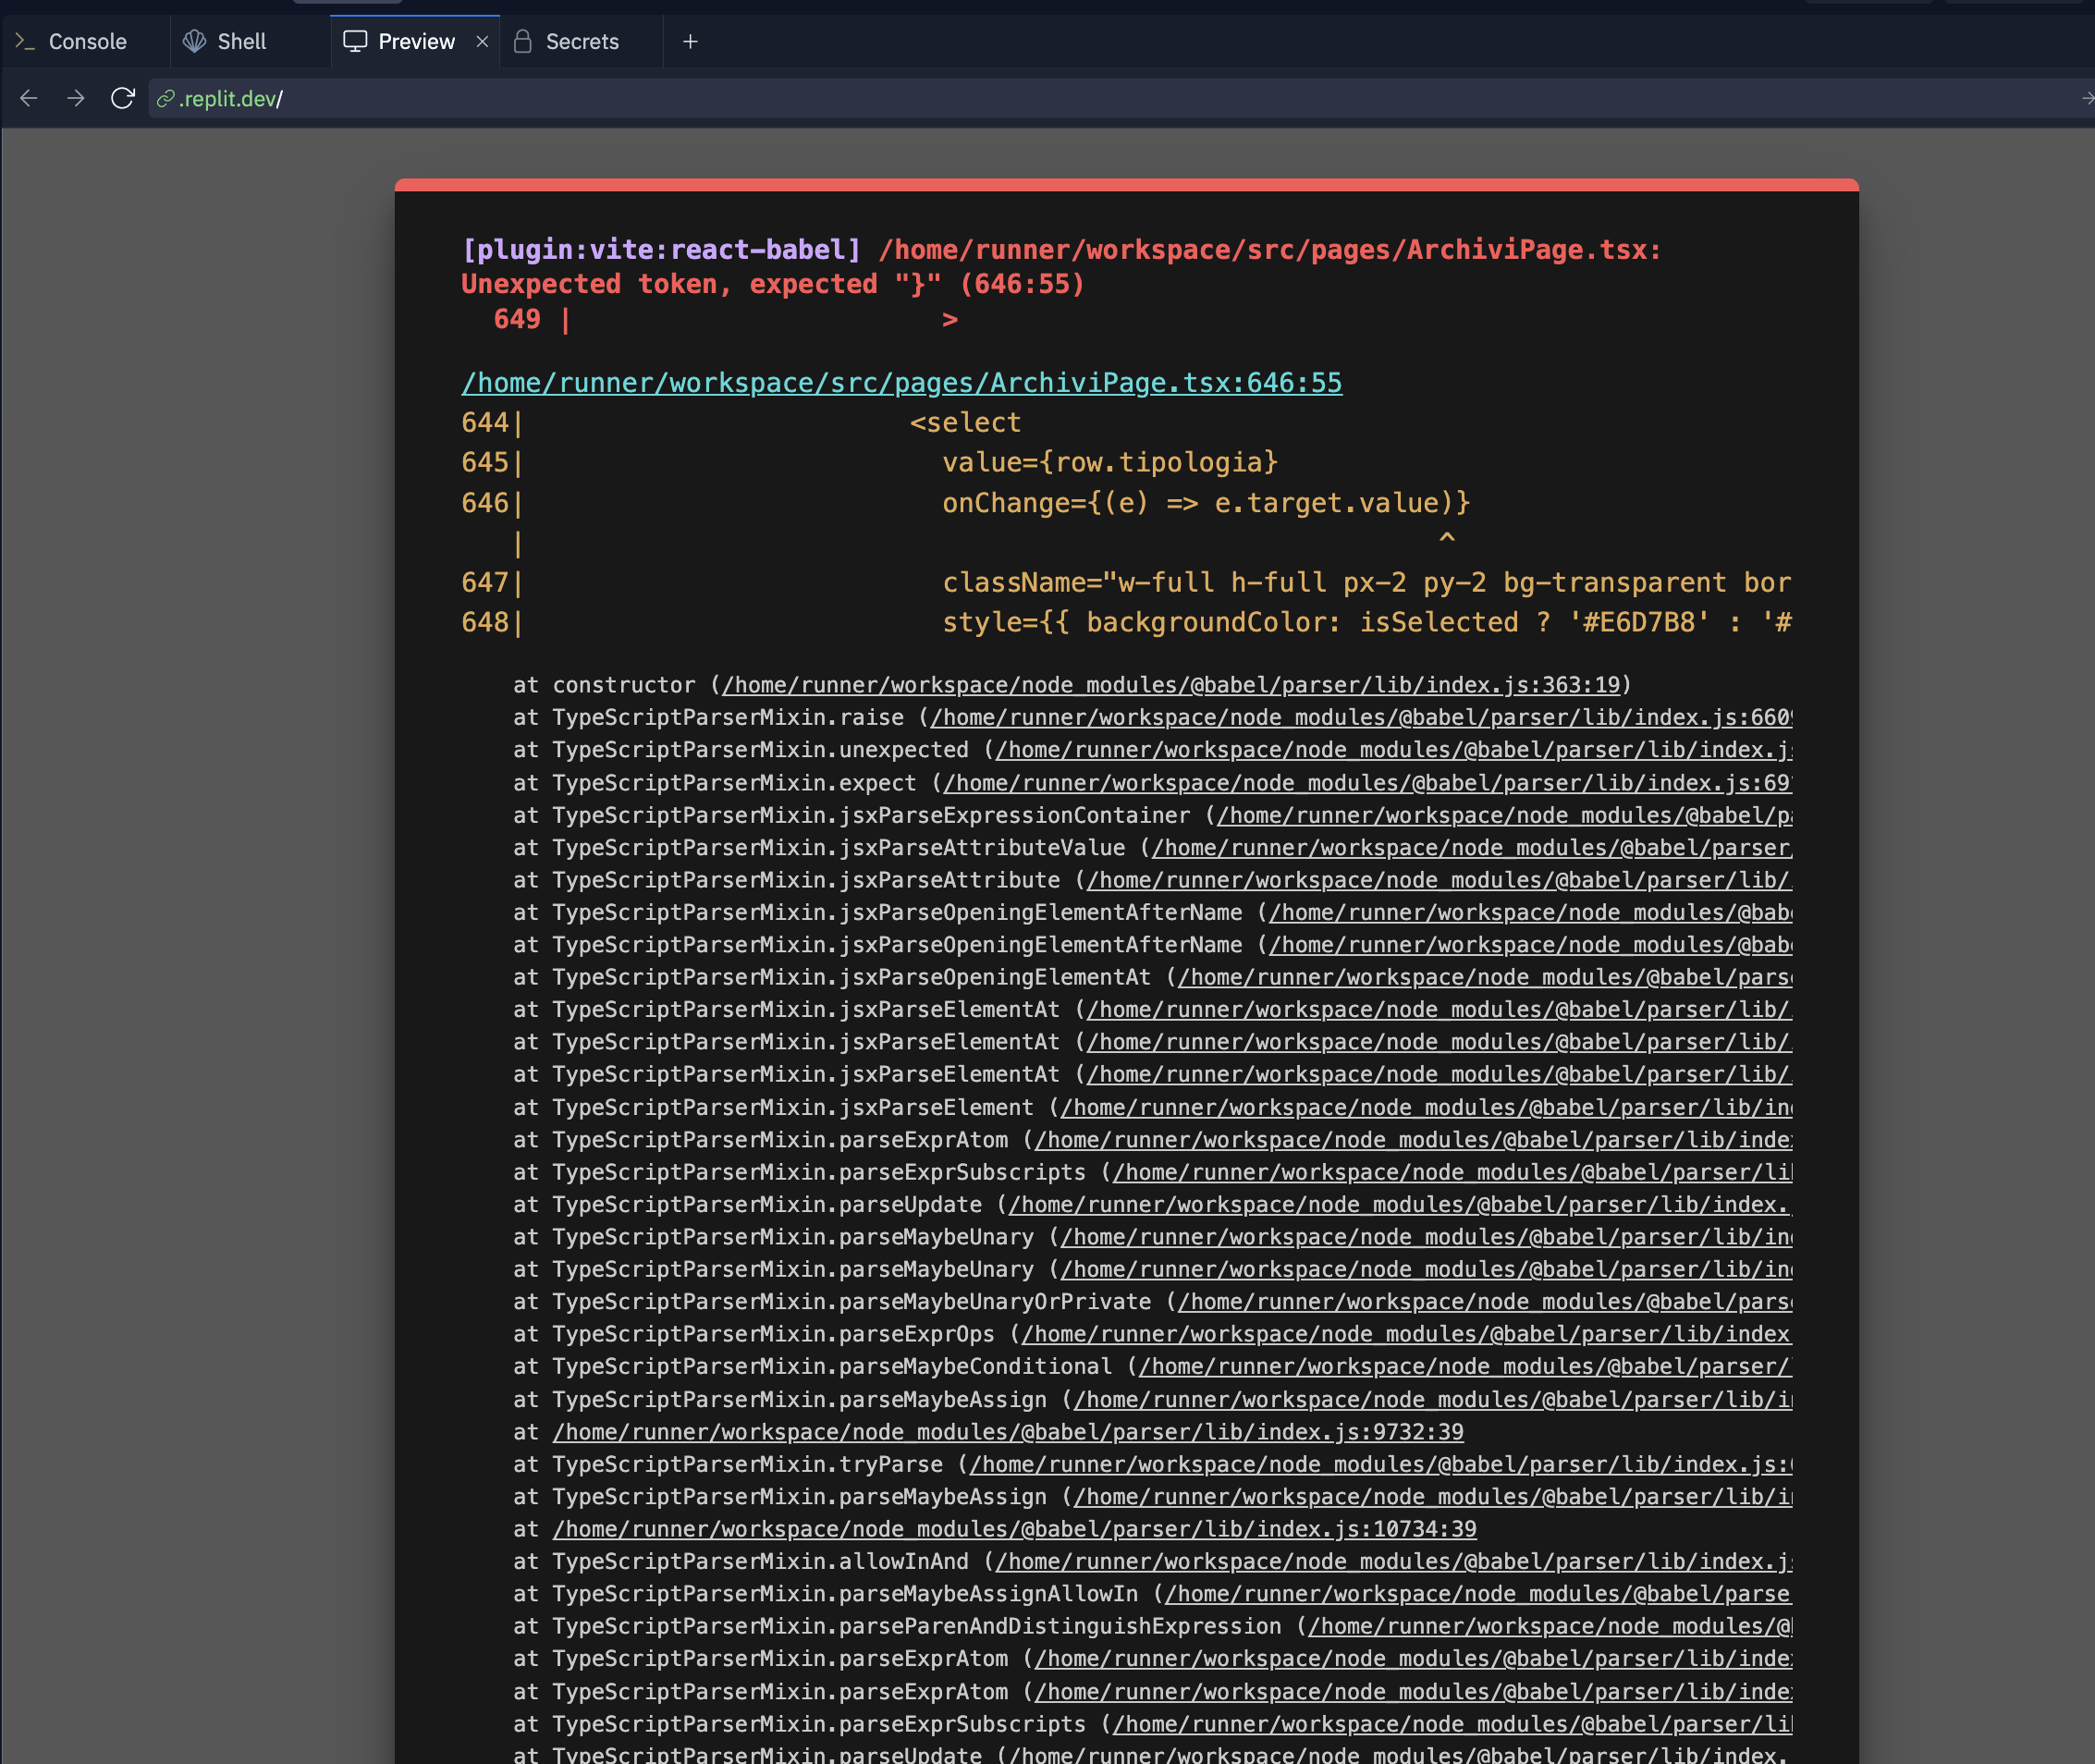 Console Shell Preview Secrets
.replit.dev/
[plugin:vite:react-babel] /home/runner/workspace/src/pages/ArchiviPage.tsx:
Unexpected token, expected "}" (646:55)
649 | >
/home/runner/workspace/src/pages/ArchiviPage.tsx:646:55
644| <select
645| value={row.tipologia}
646| onChange={(e) => e.target.value)}
| ^
647| className="w-full h-full px-2 py-2 bg-transparent bor
648| style={{ backgroundColor: isSelected ? '#E6D7B8' : '#
at constructor (/home/runner/workspace/node_modules/@babel/parser/lib/index.js:363:19)
at TypeScriptParserMixin.raise (/home/runner/workspace/node_modules/@babel/parser/lib/index.js:6609
at TypeScriptParserMixin.unexpected (/home/runner/workspace/node_modules/@babel/parser/lib/index.js
at TypeScriptParserMixin.expect (/home/runner/workspace/node_modules/@babel/parser/lib/index.js:691
at TypeScriptParserMixin.jsxParseExpressionContainer (/home/runner/workspace/node_modules/@babel/pa
at TypeScriptParserMixin.jsxParseAttributeValue (/home/runner/workspace/node_modules/@babel/parser/
at TypeScriptParserMixin.jsxParseAttribute (/home/runner/workspace/node_modules/@babel/parser/lib/
at TypeScriptParserMixin.jsxParseOpeningElementAfterName (/home/runner/workspace/node_modules/@babe
at TypeScriptParserMixin.jsxParseOpeningElementAfterName (/home/runner/workspace/node_modules/@babe
at TypeScriptParserMixin.jsxParseOpeningElementAt (/home/runner/workspace/node_modules/@babel/parse
at TypeScriptParserMixin.jsxParseElementAt (/home/runner/workspace/node_modules/@babel/parser/lib/
at TypeScriptParserMixin.jsxParseElementAt (/home/runner/workspace/node_modules/@babel/parser/lib/
at TypeScriptParserMixin.jsxParseElementAt (/home/runner/workspace/node_modules/@babel/parser/lib/
at TypeScriptParserMixin.jsxParseElement (/home/runner/workspace/node_modules/@babel/parser/lib/ind
at TypeScriptParserMixin.parseExprAtom (/home/runner/workspace/node_modules/@babel/parser/lib/index
at TypeScriptParserMixin.parseExprSubscripts (/home/runner/workspace/node_modules/@babel/parser/lib
at TypeScriptParserMixin.parseUpdate (/home/runner/workspace/node_modules/@babel/parser/lib/index.
at TypeScriptParserMixin.parseMaybeUnary (/home/runner/workspace/node_modules/@babel/parser/lib/ind
at TypeScriptParserMixin.parseMaybeUnary (/home/runner/workspace/node_modules/@babel/parser/lib/ind
at TypeScriptParserMixin.parseMaybeUnaryOrPrivate (/home/runner/workspace/node_modules/@babel/parse
at TypeScriptParserMixin.parseExprOps (/home/runner/workspace/node_modules/@babel/parser/lib/index
at TypeScriptParserMixin.parseMaybeConditional (/home/runner/workspace/node_modules/@babel/parser/l
at TypeScriptParserMixin.parseMaybeAssign (/home/runner/workspace/node_modules/@babel/parser/lib/in
at /home/runner/workspace/node_modules/@babel/parser/lib/index.js:9732:39
at TypeScriptParserMixin.tryParse (/home/runner/workspace/node_modules/@babel/parser/lib/index.js:
at TypeScriptParserMixin.parseMaybeAssign (/home/runner/workspace/node_modules/@babel/parser/lib/in
at /home/runner/workspace/node_modules/@babel/parser/lib/index.js:10734:39
at TypeScriptParserMixin.allowInAnd (/home/runner/workspace/node_modules/@babel/parser/lib/index.js
at TypeScriptParserMixin.parseMaybeAssignAllowIn (/home/runner/workspace/node_modules/@babel/parser
at TypeScriptParserMixin.parseParenAndDistinguishExpression (/home/runner/workspace/node_modules/@b
at TypeScriptParserMixin.parseExprAtom (/home/runner/workspace/node_modules/@babel/parser/lib/index
at TypeScriptParserMixin.parseExprAtom (/home/runner/workspace/node_modules/@babel/parser/lib/index
at TypeScriptParserMixin.parseExprSubscripts (/home/runner/workspace/node_modules/@babel/parser/lib
at TypeScriptParserMixin.parseUpdate (/home/runner/workspace/node_modules/@babel/parser/lib/index.